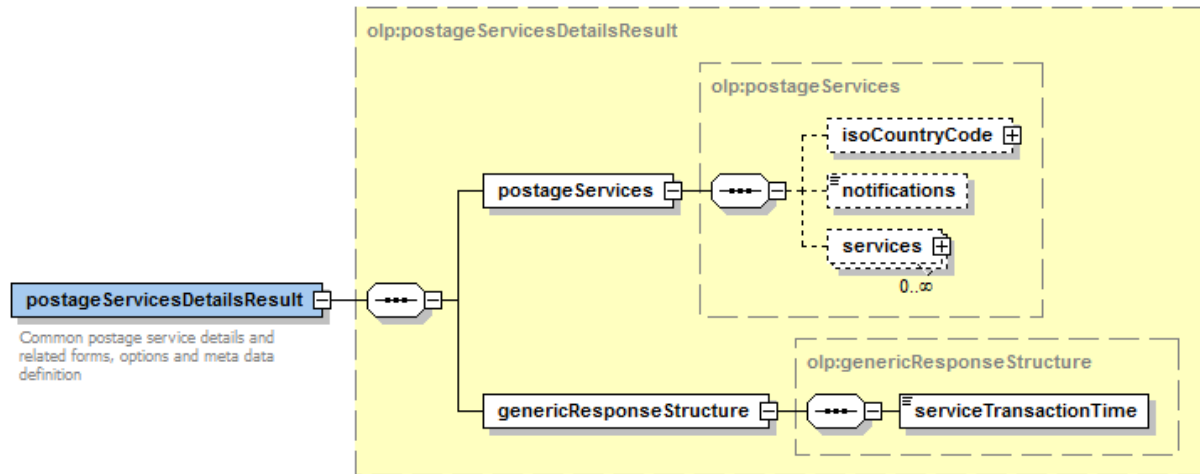 olp:postageServicesDetailsResult
olp:postageServices
isoCountryCode
postageServices
notifications
services
0..∞
postageServicesDetailsResult
Common postage service details and
related forms, options and meta data
definition
olp:genericResponseStructure
genericResponseStructure
serviceTransactionTime